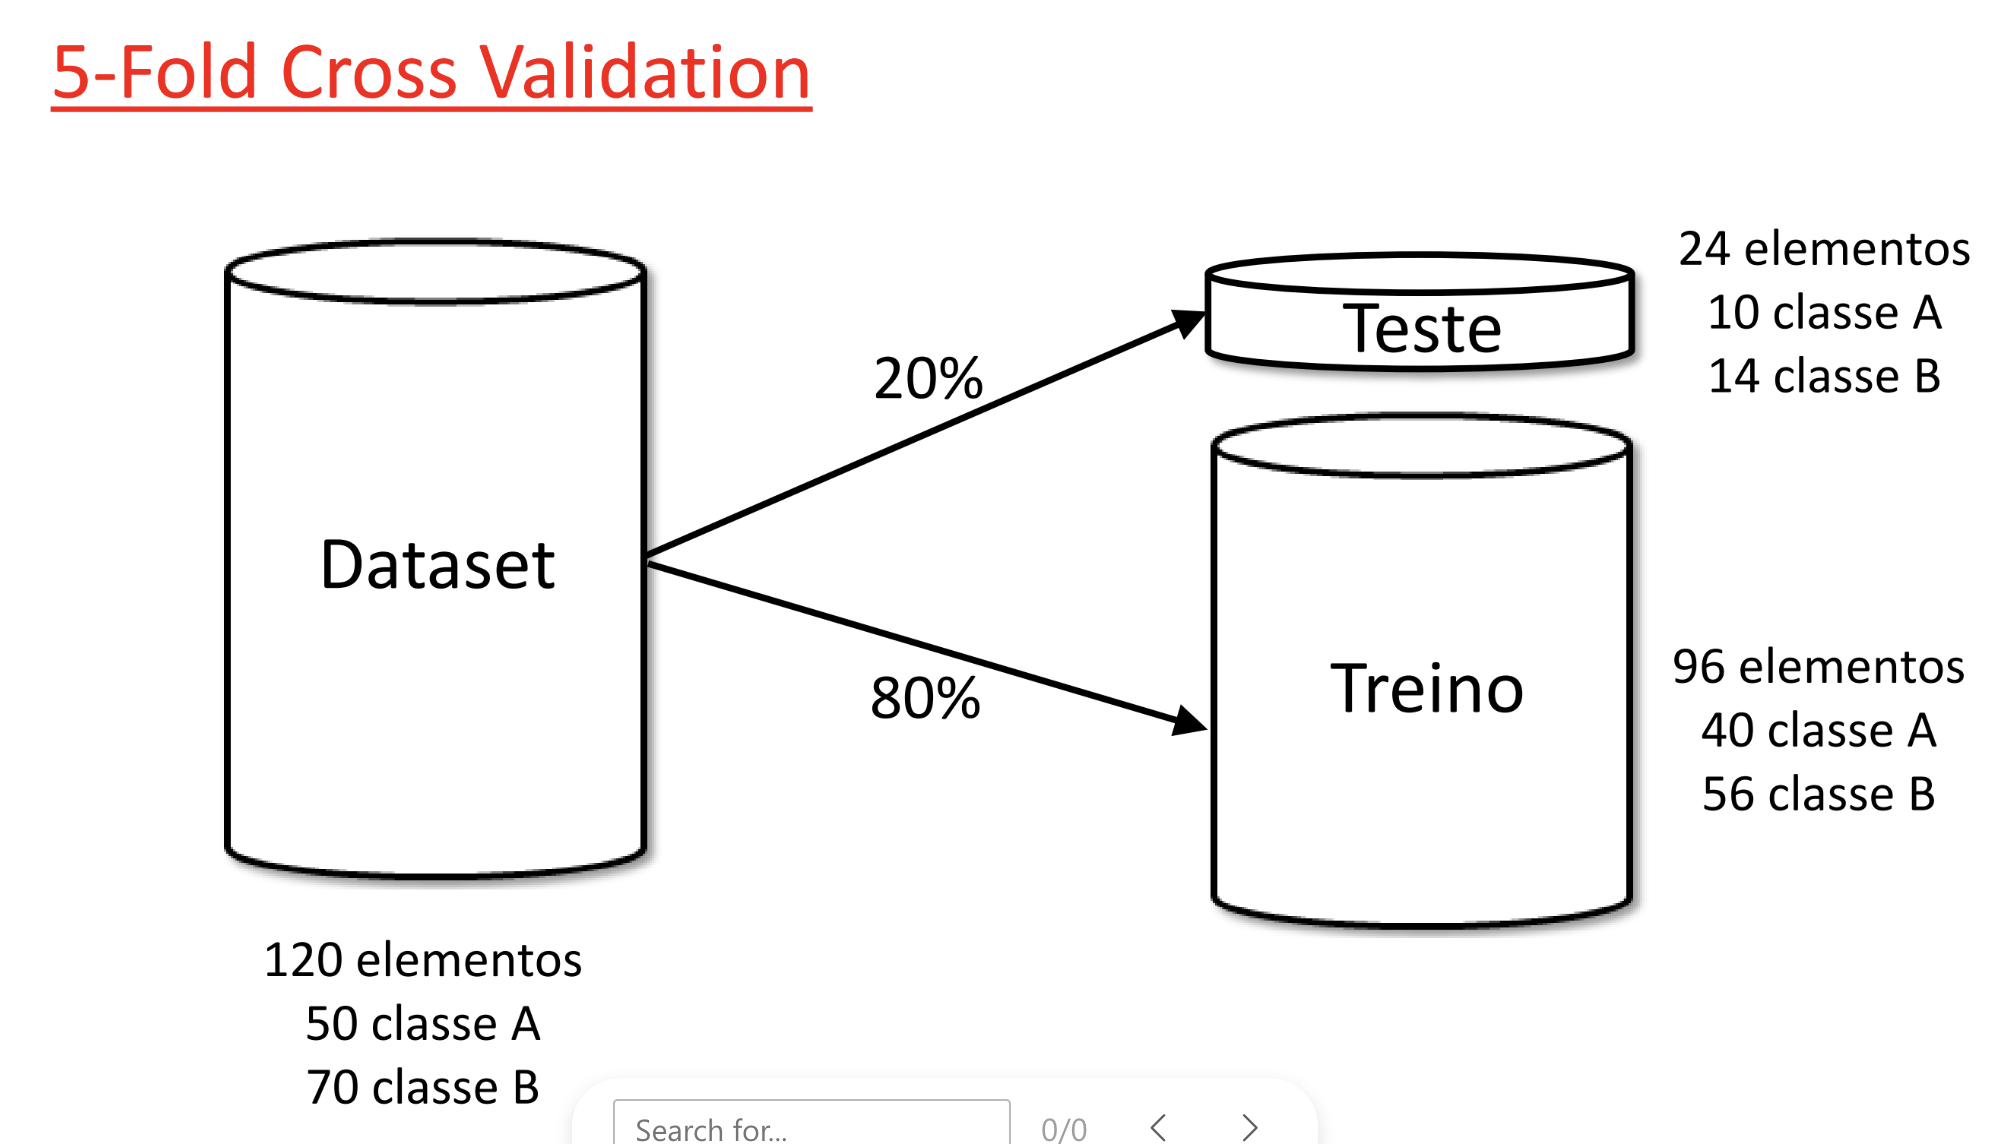 5-Fold Cross Validation
24 elementos
10 classe A
14 classe B
Teste
20%
Dataset
80%
Treino
96 elementos
40 classe A
56 classe B
120 elementos
50 classe A
70 classe B
Search for...
0/0